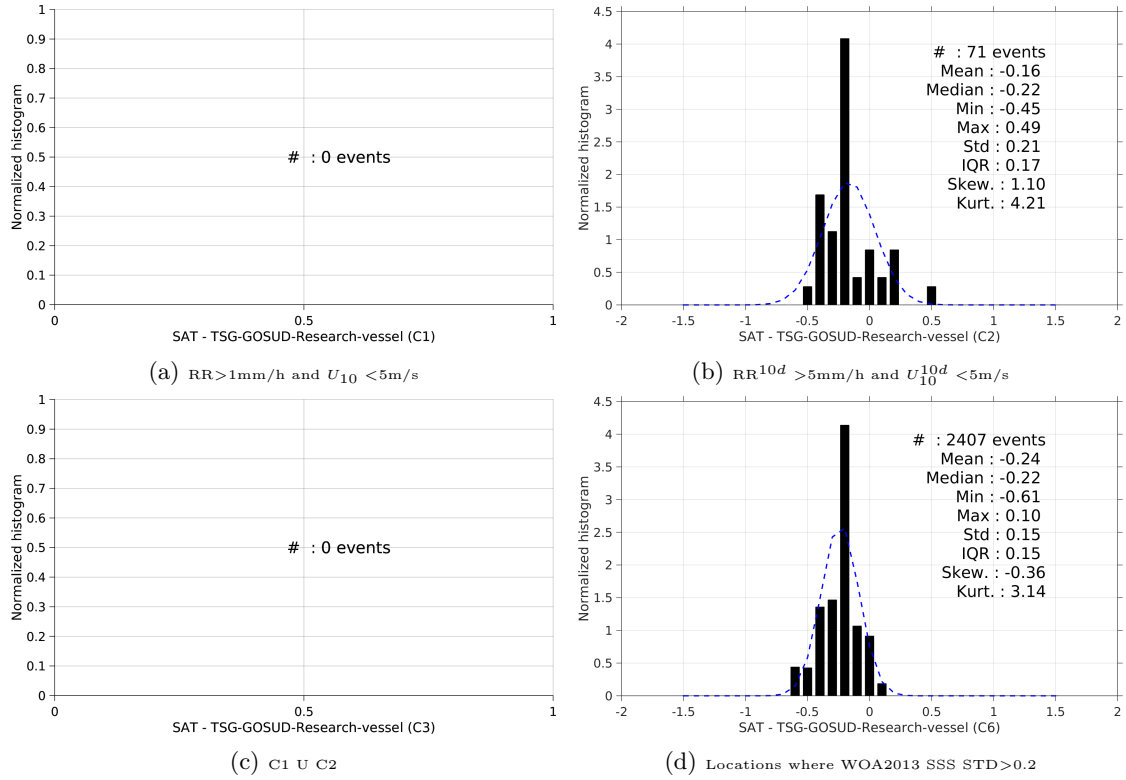 1
0.9
0.8
0.7
0.6
0.5
0.4
0.3
0.2
0.1
0
Normalized histogram
# : 0 events
0 0.5 1
SAT - TSG-GOSUD-Research-vessel (C1)
(a) RR>1mm/h and U10 <5m/s
4.5
4
3.5
3
2.5
2
1.5
1
0.5
0
Normalized histogram
# : 71 events
Mean : -0.16
Median : -0.22
Min : -0.45
Max : 0.49
Std : 0.21
IQR : 0.17
Skew. : 1.10
Kurt. : 4.21
-2 -1.5 -1 -0.5 0 0.5 1 1.5 2
SAT - TSG-GOSUD-Research-vessel (C2)
(b) RR10d >5mm/h and U10d10 <5m/s
1
0.9
0.8
0.7
0.6
0.5
0.4
0.3
0.2
0.1
0
Normalized histogram
# : 0 events
0 0.5 1
SAT - TSG-GOSUD-Research-vessel (C3)
(c) C1 U C2
4.5
4
3.5
3
2.5
2
1.5
1
0.5
0
Normalized histogram
# : 2407 events
Mean : -0.24
Median : -0.22
Min : -0.61
Max : 0.10
Std : 0.15
IQR : 0.15
Skew. : -0.36
Kurt. : 3.14
-2 -1.5 -1 -0.5 0 0.5 1 1.5 2
SAT - TSG-GOSUD-Research-vessel (C6)
(d) Locations where WOA2013 SSS STD>0.2